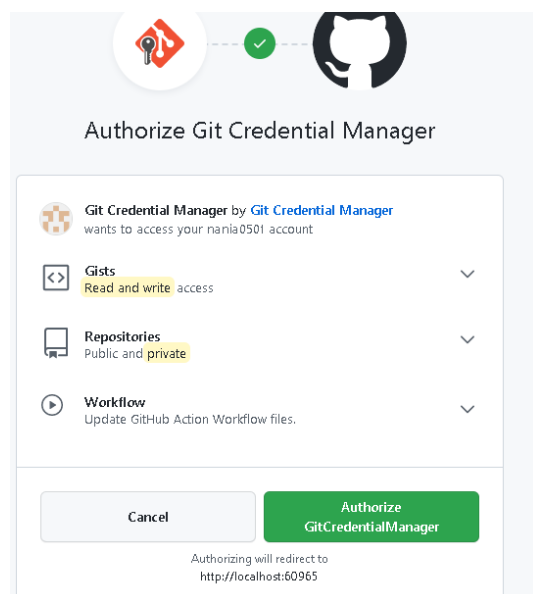 Authorize Git Credential Manager
Git Credential Manager by Git Credential Manager
wants to access your nania0501 account
Gists
Read and write access
Repositories
Public and private
Workflow
Update GitHub Action Workflow files.
Cancel
Authorize
GitCredentialManager
Authorizing will redirect to
http://localhost:60965